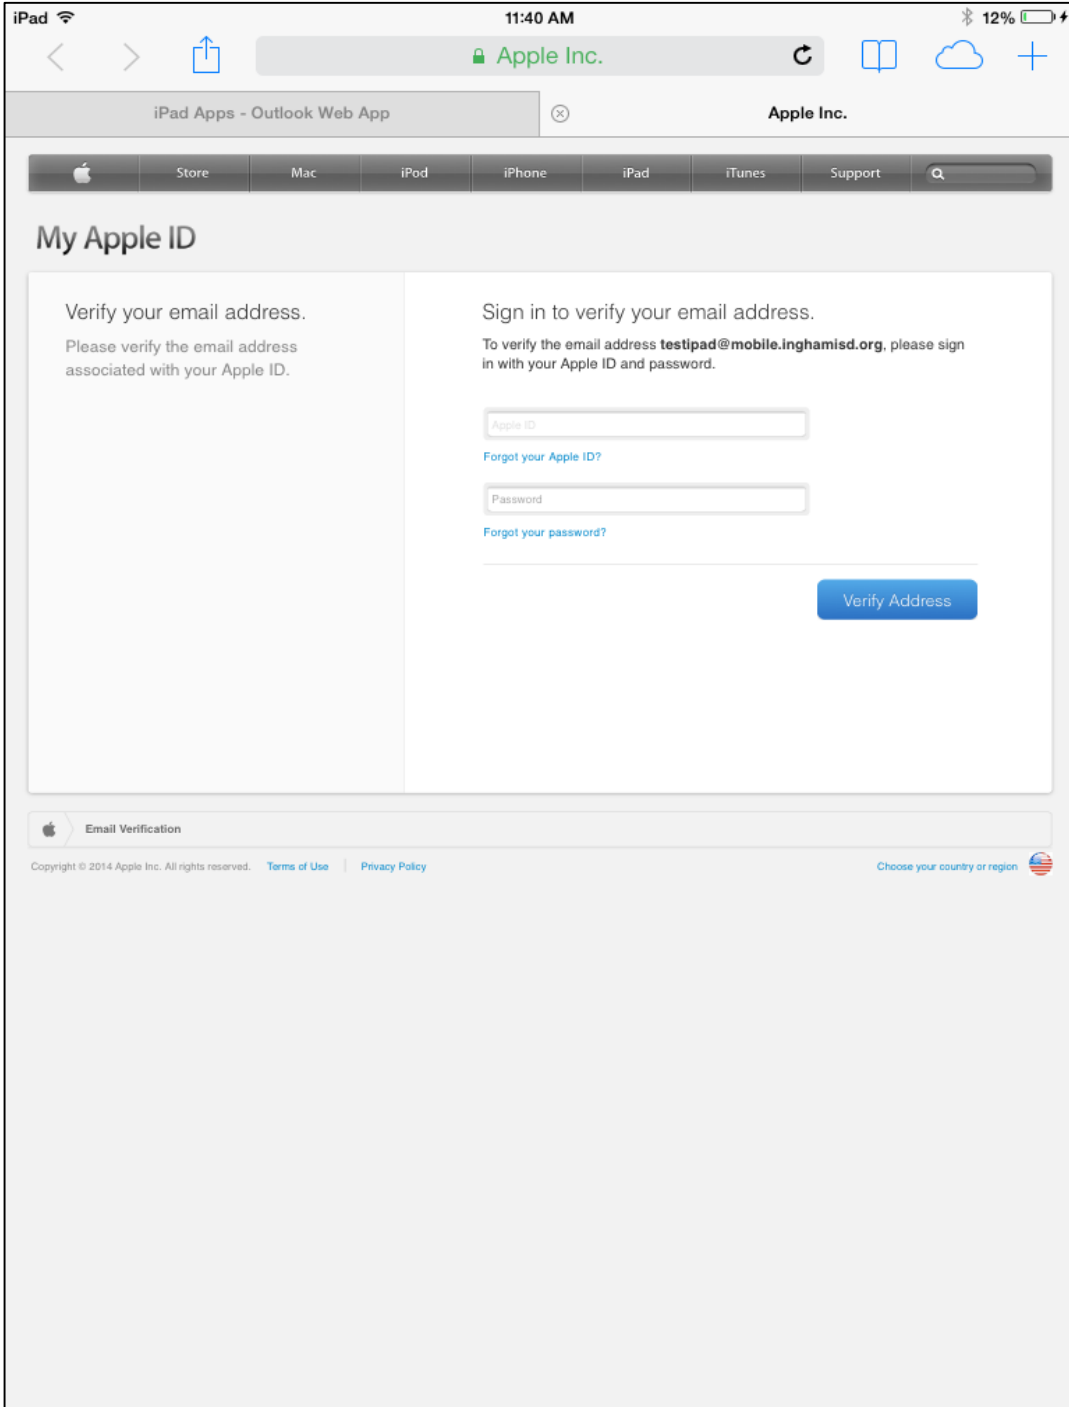 iPad 11:40 AM 12%
Apple Inc.
iPad Apps - Outlook Web App Apple Inc.
Store Mac iPod iPhone iPad iTunes Support
My Apple ID
Verify your email address.
Please verify the email address
associated with your Apple ID.
Sign in to verify your email address.
To verify the email address testipad@mobile.inghamisd.org, please sign
in with your Apple ID and password.
Apple ID
Forgot your Apple ID?
Password
Forgot your password?
Verify Address
Email Verification
Copyright © 2014 Apple Inc. All rights reserved. Terms of Use Privacy Policy Choose your country or region